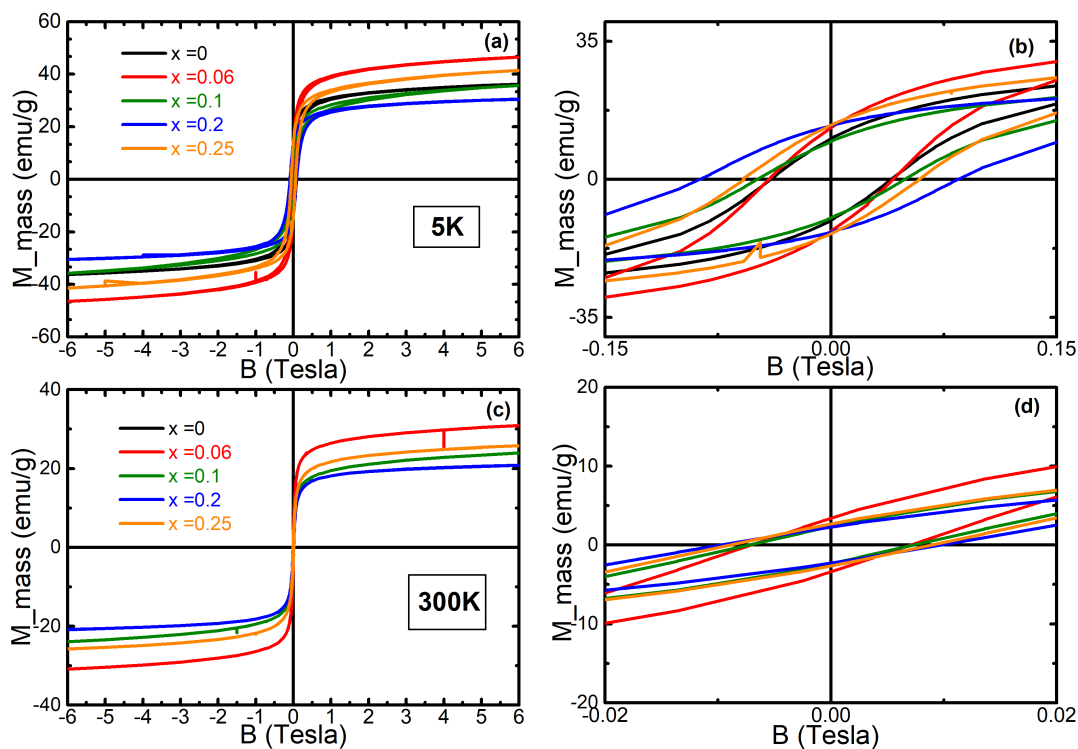 60
40
20
0
-20
-40
-60
M_mass (emu/g)
x =0
x =0.06
x =0.1
x =0.2
x =0.25
(a)
5K
-6 -5 -4 -3 -2 -1 0 1 2 3 4 5 6
B (Tesla)
35
0
-35
M_mass (emu/g)
(b)
-0.15 0.00 0.15
B (Tesla)
40
20
0
-20
-40
M_mass (emu/g)
x =0
x =0.06
x =0.1
x =0.2
x =0.25
(c)
300K
-6 -5 -4 -3 -2 -1 0 1 2 3 4 5 6
B (Tesla)
20
10
0
-10
-20
M_mass (emu/g)
(d)
-0.02 0.00 0.02
B (Tesla)